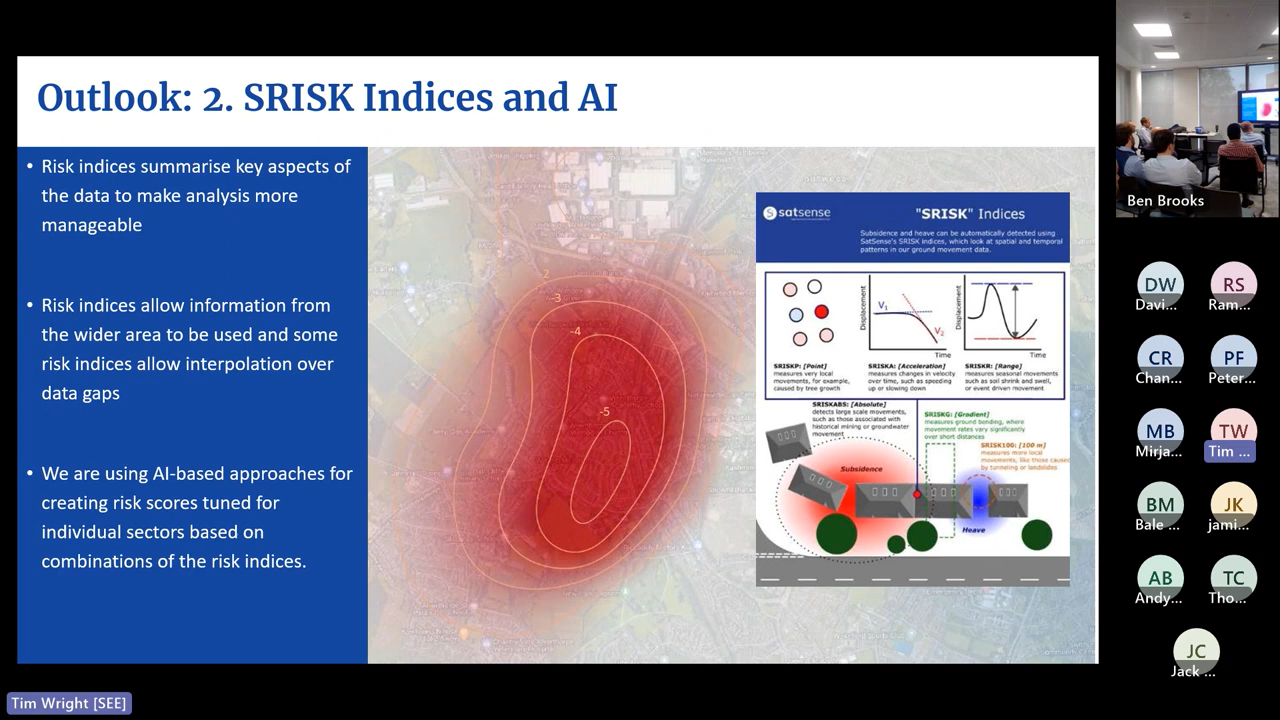 Outlook: 2. SRISK Indices and AI
• Risk indices summarise key aspects of
the data to make analysis more
manageable
• Risk indices allow information from
the wider area to be used and some
risk indices allow interpolation over
data gaps
• We are using AI-based approaches for
creating risk scores tuned for
individual sectors based on
combinations of the risk indices.
-2
-3
-4
-5
satsense
"SRISK" Indices
Subsidence and heave can be automatically detected using
SatSense's SRISK indices, which look at spatial and temporal
patterns in our ground movement data.
Displacement
V1
V2
Time
Displacement
Time
SRISKP: [Point]
measures very local
movements, for example,
caused by tree growth
SRISKA: [Acceleration]
measures changes in velocity
over time, such as speeding
up or slowing down
SRISKR: [Range]
measures seasonal movements
such as soil shrink and swell,
or event driven movement
SRISKABS: [Absolute]
detects large scale movements,
such as those associated with
historical mining or groundwater
movement
SRISKG: [Gradient]
measures ground bending, where
movement rates vary significantly
over short distances
SRISK100: [100 m]
measures more local
movements, like those caused
by tunneling or landslides
Subsidence
Heave
Ben Brooks
DW
Davi...
RS
Ram...
CR
Chan...
PF
Peter...
MB
Mirja...
TW
Tim ...
BM
Bale ...
JK
jami...
AB
Andy...
TC
Tho...
JC
Jack ...
Tim Wright [SEE]